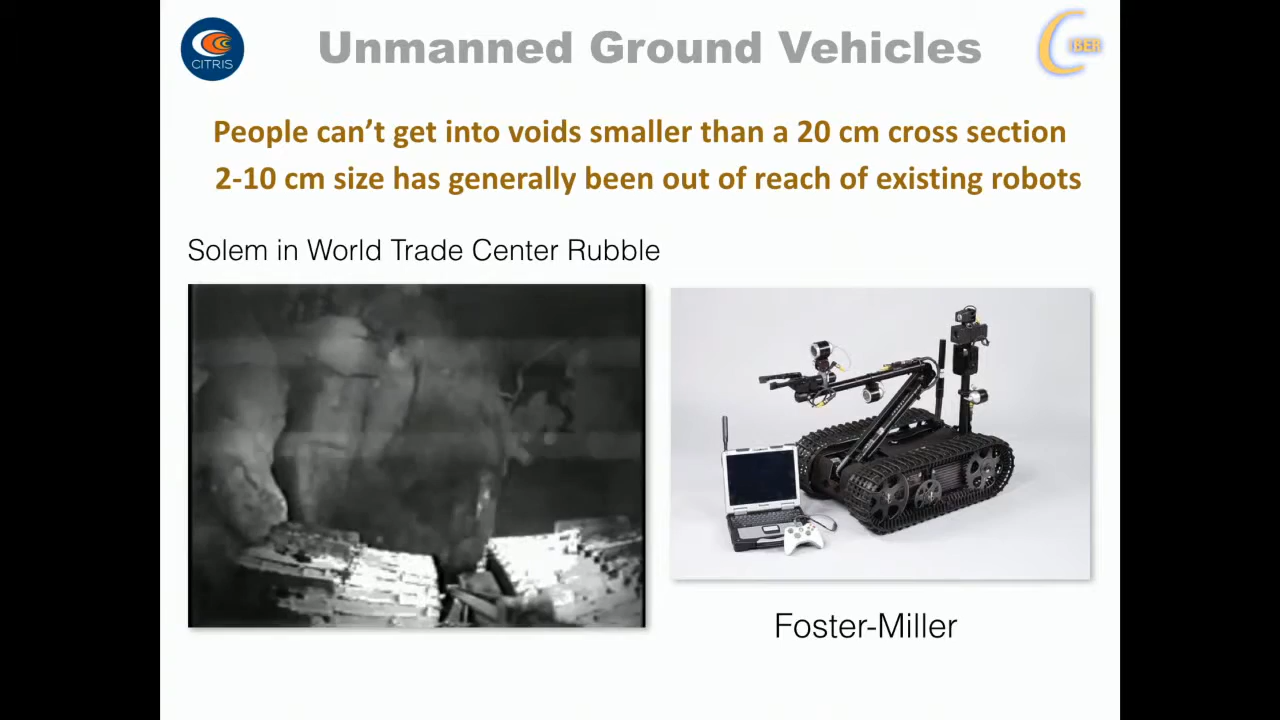 CITRIS
Unmanned Ground Vehicles
CiBER
People can't get into voids smaller than a 20 cm cross section
2-10 cm size has generally been out of reach of existing robots
Solem in World Trade Center Rubble
Foster-Miller